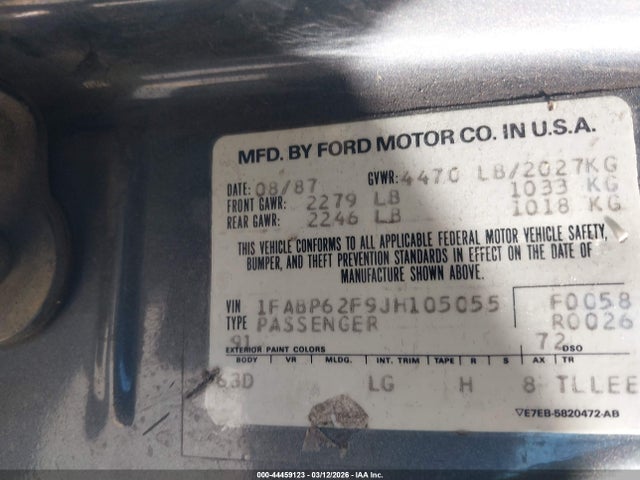 MFD. BY FORD MOTOR CO. IN U.S.A.
DATE: 08/87 GVWR: 4470 LB/2027KG
FRONT GAWR: 2279 LB 1033 KG
REAR GAWR: 2246 LB 1018 KG
THIS VEHICLE CONFORMS TO ALL APPLICABLE FEDERAL MOTOR VEHICLE SAFETY,
BUMPER, AND THEFT PREVENTION STANDARDS IN EFFECT ON THE DATE OF
MANUFACTURE SHOWN ABOVE.
VIN 1FABP62F9JH105055 F0058
TYPE PASSENGER R0026
91 72
EXTERIOR PAINT COLORS DSO
BODY VR MLDG. INT. TRIM TAPE R S AX TR
63D LG H 8 TLLEE
▽E7EB-5820472-AB
000-44459123 - 03/12/2026 - IAA Inc.